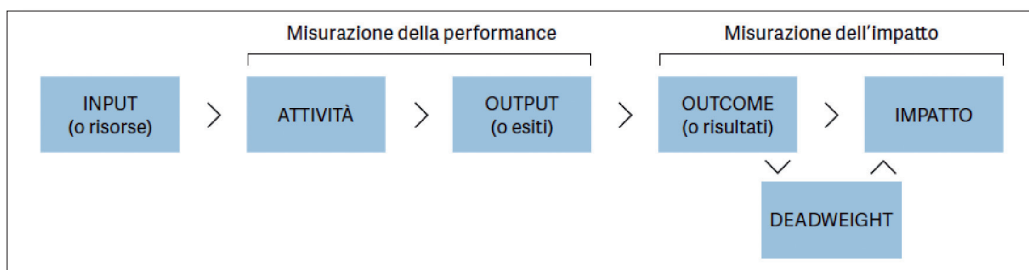 Misurazione della performance
Misurazione dell'impatto
INPUT
(o risorse)
>
ATTIVITÀ
>
OUTPUT
(o esiti)
>
OUTCOME
(o risultati)
>
IMPATTO
DEADWEIGHT